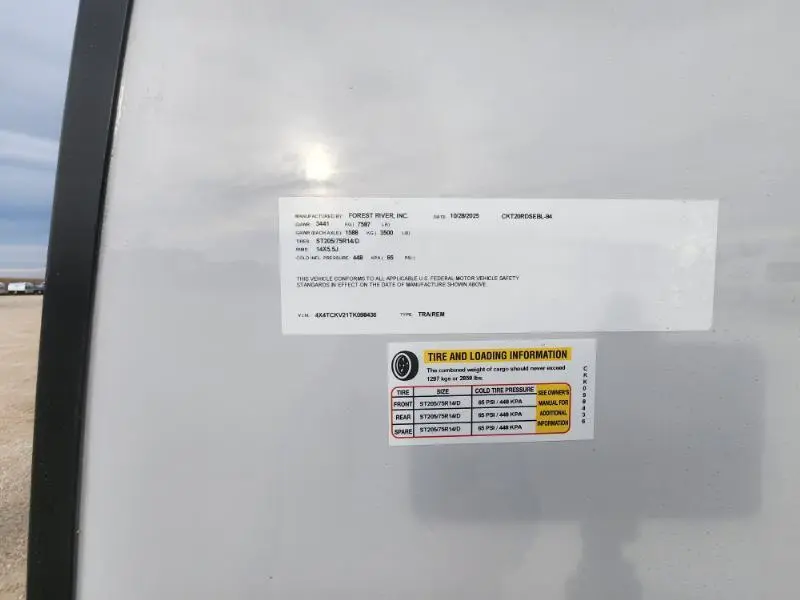 MANUFACTURED BY: FOREST RIVER, INC. DATE: 10/28/2025 CKT20RDSEBL-94
GVWR: 3441 KG ( 7587 LB)
GAWR (EACH AXLE): 1588 KG ( 3500 LB)
TIRES: ST205/75R14/D
RIMS: 14X5.5J
COLD INFL. PRESSURE: 448 KPA ( 65 PSI)
THIS VEHICLE CONFORMS TO ALL APPLICABLE U.S. FEDERAL MOTOR VEHICLE SAFETY
STANDARDS IN EFFECT ON THE DATE OF MANUFACTURE SHOWN ABOVE.
V.I.N.: 4X4TCKV21TK098436 TYPE: TRA/REM
TIRE AND LOADING INFORMATION
The combined weight of cargo should never exceed
1297 kgs or 2859 lbs.
TIRE SIZE COLD TIRE PRESSURE
FRONT ST205/75R14/D 65 PSI / 448 KPA
REAR ST205/75R14/D 65 PSI / 448 KPA
SPARE ST205/75R14/D 65 PSI / 448 KPA
SEE OWNER'S
MANUAL FOR
ADDITIONAL
INFORMATION
CKK098436